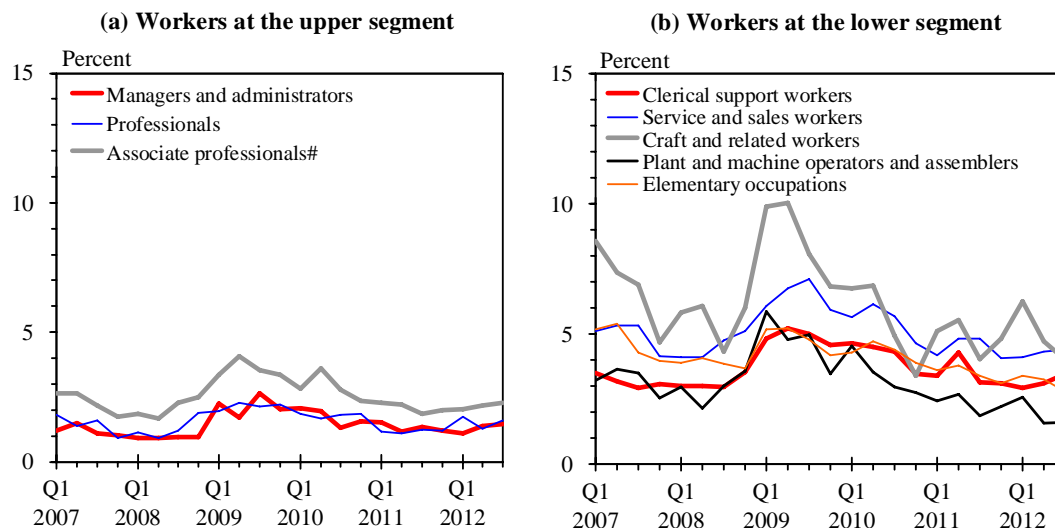 (a) Workers at the upper segment
Percent
15
10
5
0
Managers and administrators
Professionals
Associate professionals#
Q1 Q1 Q1 Q1 Q1 Q1
2007 2008 2009 2010 2011 2012
(b) Workers at the lower segment
Percent
15
10
5
0
Clerical support workers
Service and sales workers
Craft and related workers
Plant and machine operators and assemblers
Elementary occupations
Q1 Q1 Q1 Q1 Q1 Q1
2007 2008 2009 2010 2011 2012